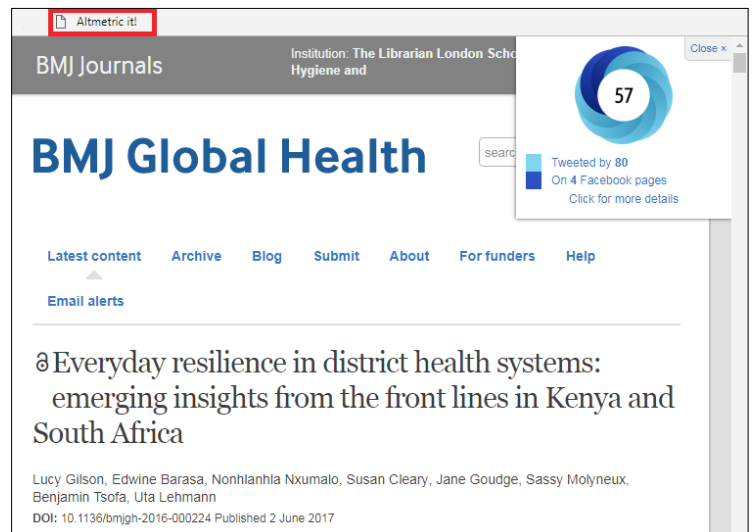 Altmetric it!
BMJ Journals
Institution: The Librarian London
Hygiene and
Close ×
57
BMJ Global Health
Tweeted by 80
On 4 Facebook pages
Click for more details
Latest content Archive Blog Submit About For funders Help
Email alerts
Everyday resilience in district health systems:
emerging insights from the front lines in Kenya and
South Africa
Lucy Gilson, Edwine Barasa, Nonhlanhla Nxumalo, Susan Cleary, Jane Goudge, Sassy Molyneux,
Benjamin Tsofa, Uta Lehmann
DOI: 10.1136/bmjgh-2016-000224 Published 2 June 2017